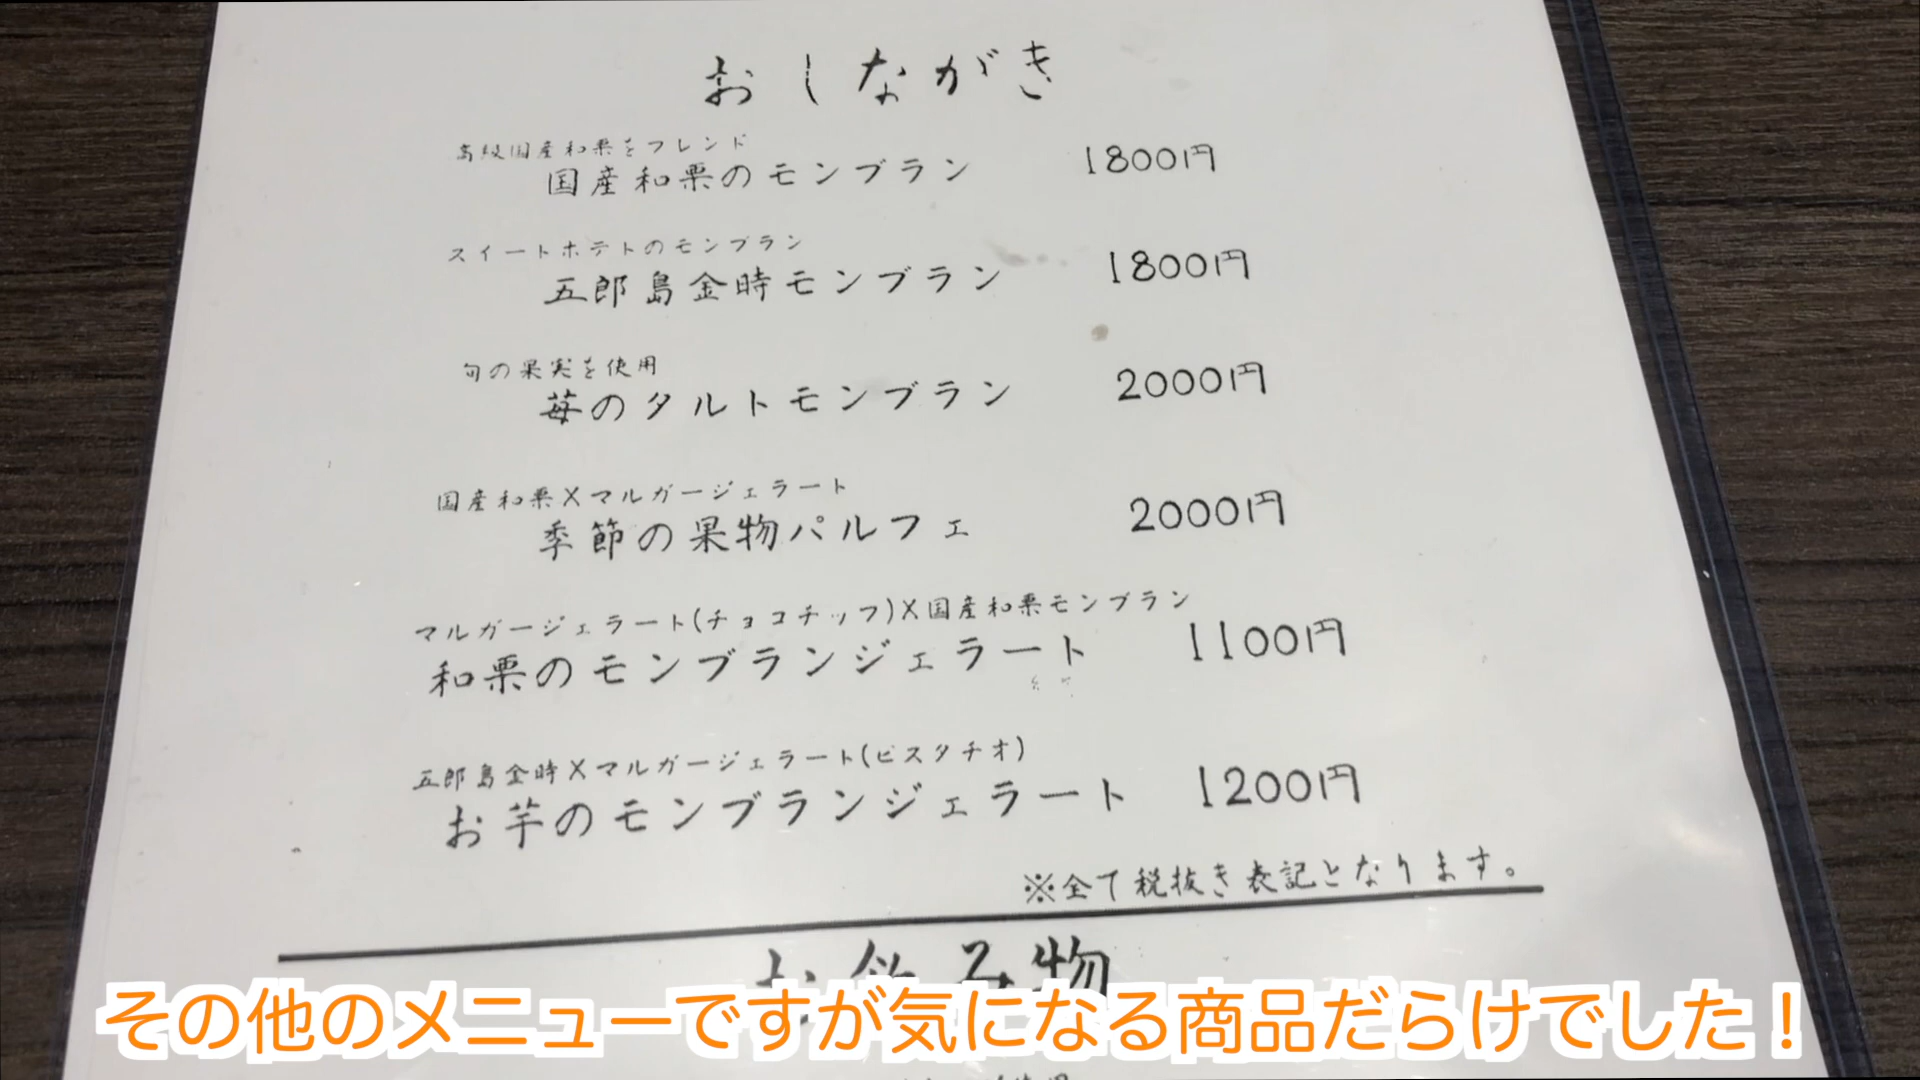 おしながき
高級国産和栗をブレンド
国産和栗のモンブラン 1800円
スイートポテトのモンブラン
五郎島金時モンブラン 1800円
旬の果実を使用
苺のタルトモンブラン 2000円
国産和栗×マルガージェラート
季節の果物パルフェ 2000円
マルガージェラート(チョコチップ)×国産和栗モンブラン
和栗のモンブランジェラート 1100円
五郎島金時×マルガージェラート(ピスタチオ)
お芋のモンブランジェラート 1200円
※全て税抜き表記となります。
お飲み物
その他のメニューですが気になる商品だらけでした！